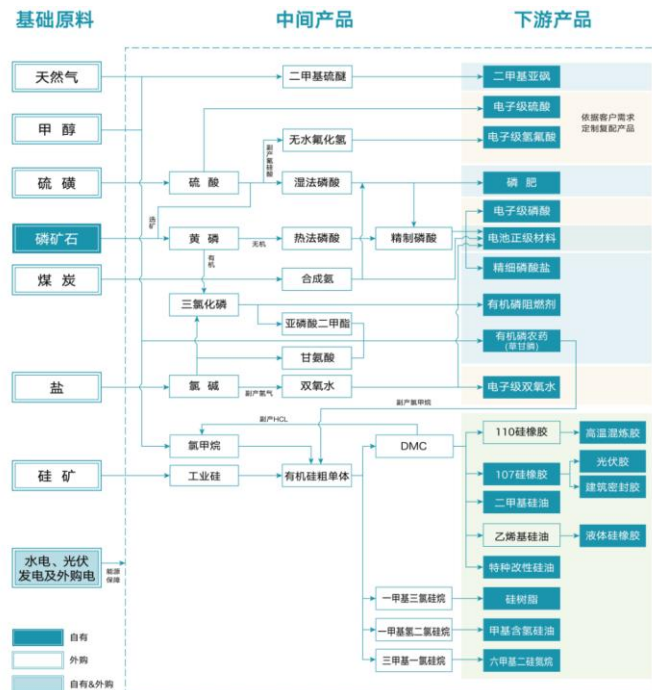 基础原料
中间产品
下游产品
天然气
二甲基硫醚
二甲基亚砜
甲醇
电子级硫酸
依据客户需求
定制复配产品
无水氟化氢
电子级氢氟酸
副产氟硅酸
硫磺
硫酸
湿法磷酸
磷肥
选矿
电子级磷酸
磷矿石
黄磷
无机
热法磷酸
精制磷酸
电池正级材料
有机
煤炭
合成氨
精细磷酸盐
三氯化磷
有机磷阻燃剂
亚磷酸二甲酯
有机磷农药
(草甘膦)
甘氨酸
盐
氯碱
副产氢气
双氧水
电子级双氧水
副产氯甲烷
副产HCL
氯甲烷
DMC
110硅橡胶
高温混炼胶
硅矿
工业硅
有机硅粗单体
107硅橡胶
光伏胶
建筑密封胶
二甲基硅油
乙烯基硅油
液体硅橡胶
水电、光伏
发电及外购电
能源
保障
特种改性硅油
一甲基三氯硅烷
硅树脂
一甲基氢二氯硅烷
甲基含氢硅油
三甲基一氯硅烷
六甲基二硅氮烷
自有
外购
自有&外购